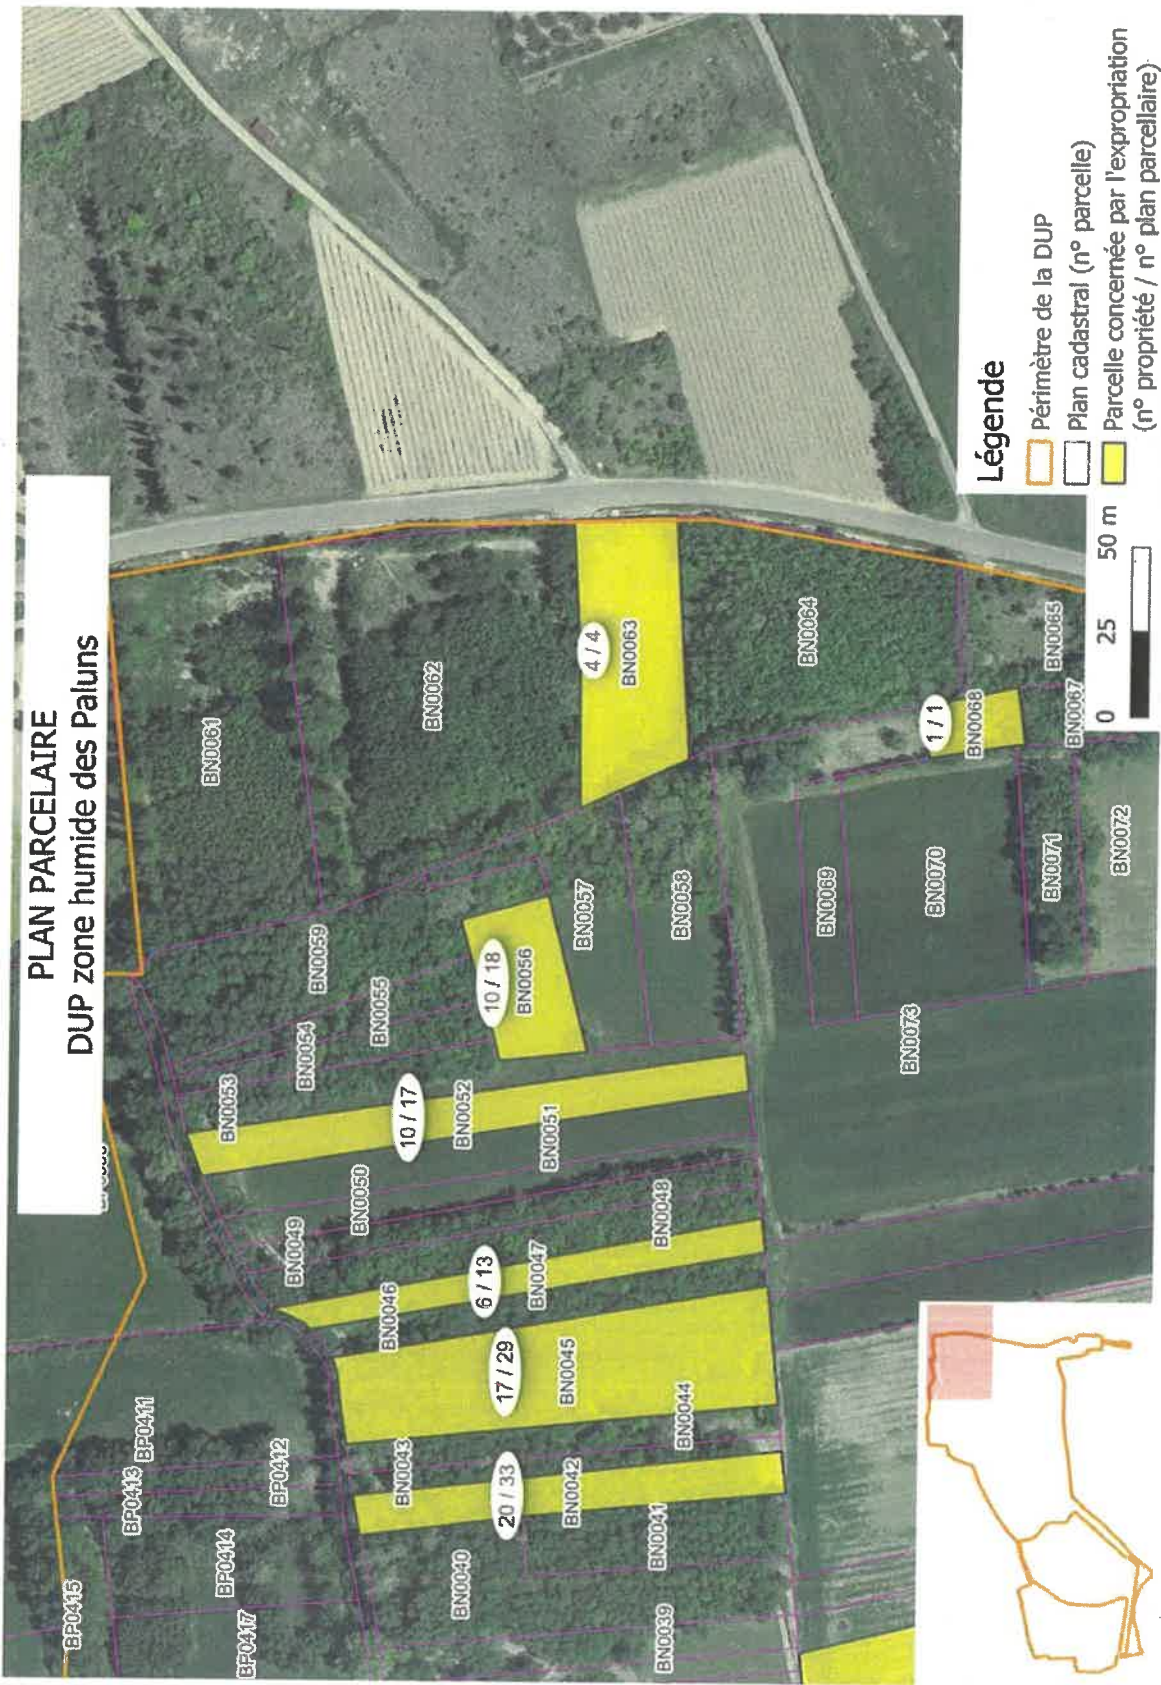 PLAN PARCELAIRE
DUP zone humide des Paluns
BP0415
BP0413
BP0411
BP0414
BP0412
BP0417
BN0061
BN0062
BN0059
BN0055
BN0054
BN0053
10 / 17
BN0052
BN0051
10 / 18
BN0056
BN0057
BN0058
4 / 4
BN0063
BN0064
BN0050
BN0049
BN0048
6 / 13
BN0047
BN0046
17 / 29
BN0045
BN0044
BN0043
20 / 33
BN0042
BN0041
BN0040
BN0039
1 / 1
BN0068
BN0065
BN0067
BN0069
BN0070
BN0071
BN0072
BN0073
0 25 50 m
Légende
Périmètre de la DUP
Plan cadastral (n° parcelle)
Parcelle concernée par l'expropriation
(n° propriété / n° plan parcellaire)